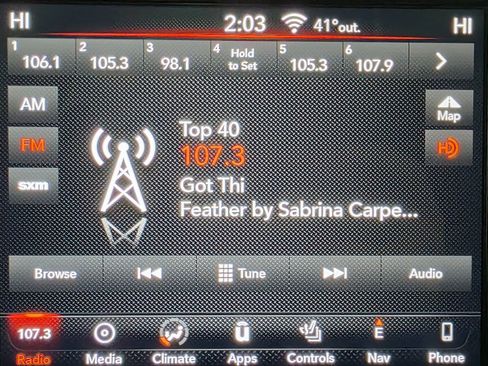 HI 2:03 41°out. HI
1 106.1 2 105.3 3 98.1 4 Hold to Set 5 105.3 6 107.9
AM
Map
FM
HD
sxm
Top 40
107.3
Got Thi
Feather by Sabrina Carpe...
Browse Tune Audio
107.3 U E
Radio Media Climate Apps Controls Nav Phone